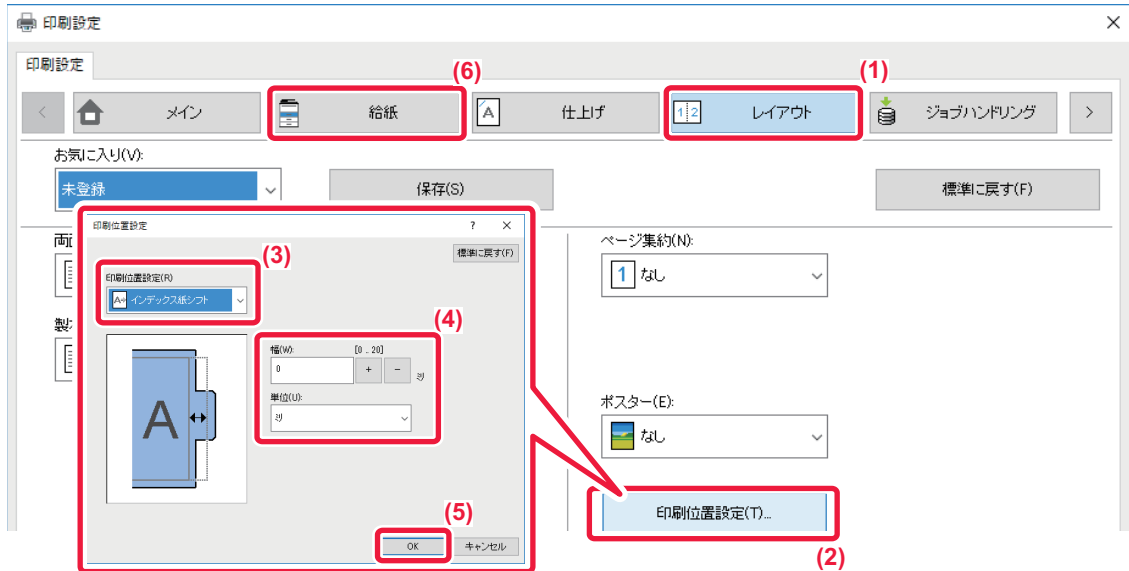 印刷設定
印刷設定
(6)
(1)
メイン
給紙
仕上げ
1 2
レイアウト
ジョブハンドリング
お気に入り(V):
未登録
保存(S)
標準に戻す(F)
印刷位置設定
標準に戻す(F)
(3)
印刷位置設定(R)
インデックス紙シフト
(4)
幅(W):
[0 .. 20]
0
+
-
ミリ
単位(U):
ミリ
A
(5)
OK
キャンセル
両
製
ページ集約(N):
1 なし
ポスター(E):
なし
印刷位置設定(T)...
(2)